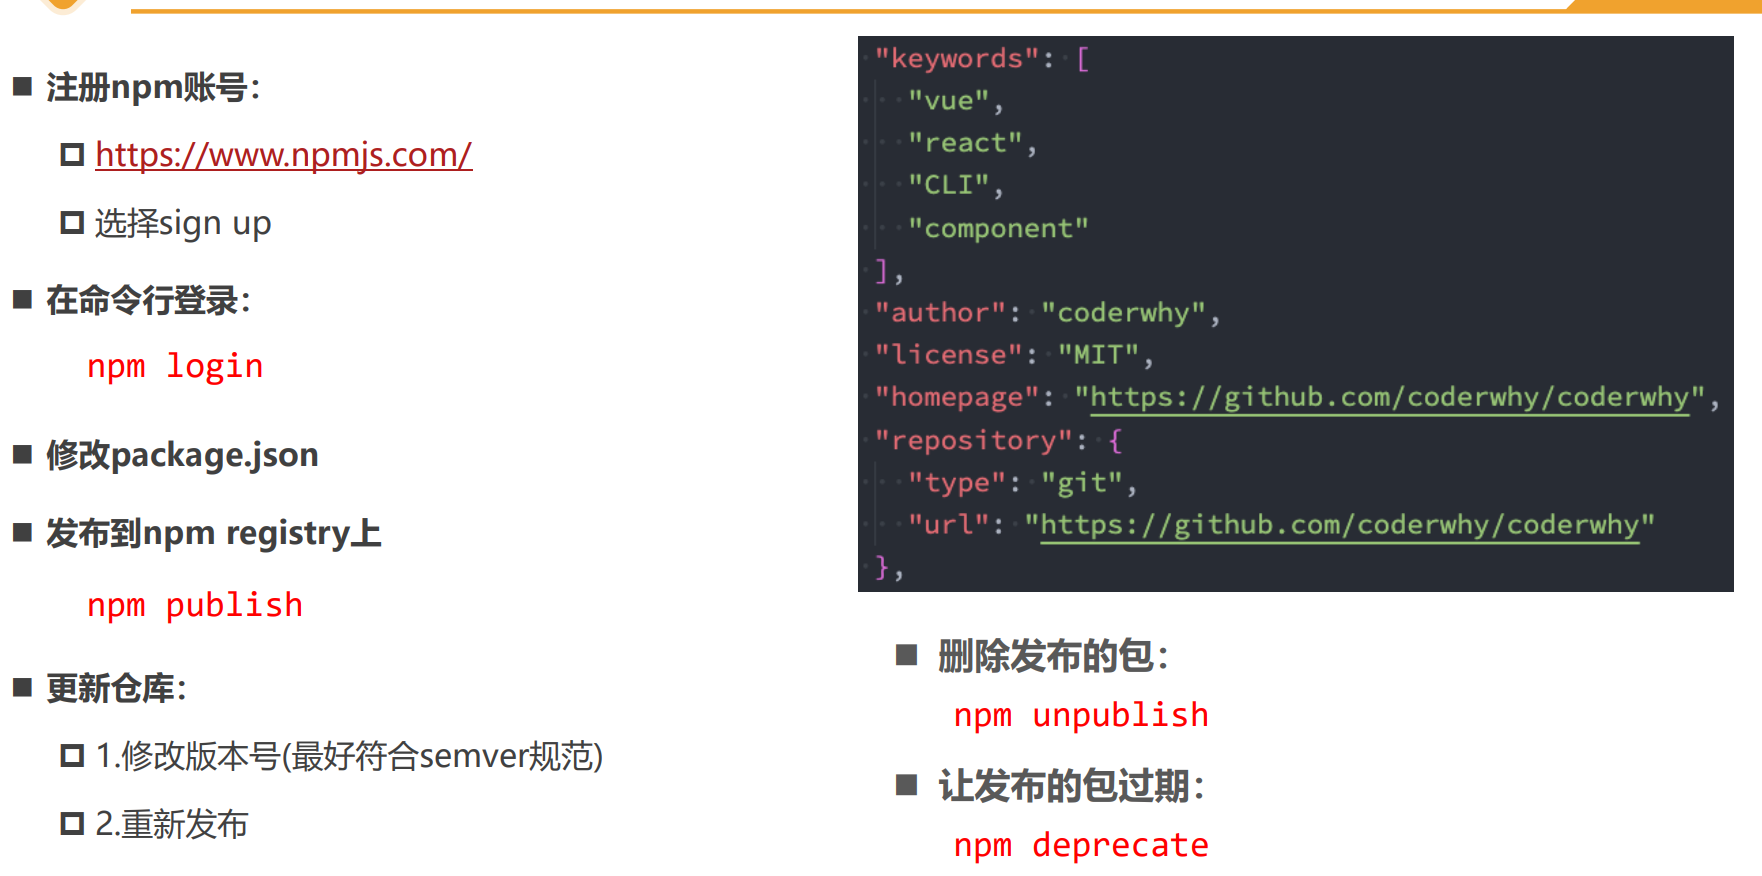 注册npm账号：
https://www.npmjs.com/
选择sign up
在命令行登录：
npm login
修改package.json
发布到npm registry上
npm publish
更新仓库：
1.修改版本号(最好符合semver规范)
2.重新发布
"keywords": [
"vue",
"react",
"CLI",
"component"
],
"author": "coderwhy",
"license": "MIT",
"homepage": "https://github.com/coderwhy/coderwhy",
"repository": {
"type": "git",
"url": "https://github.com/coderwhy/coderwhy"
},
删除发布的包：
npm unpublish
让发布的包过期：
npm deprecate